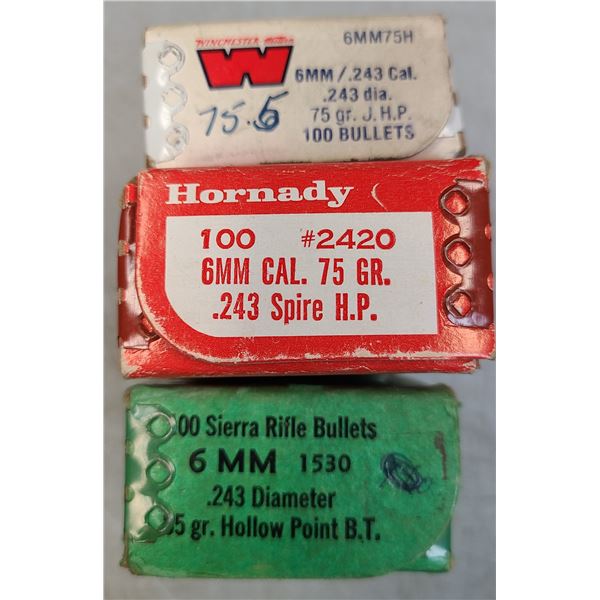 WINCHESTER-Western
6MM75H
W
6MM/.243 Cal.
.243 dia.
75.5
75 gr. J.H.P.
100 BULLETS
Hornady
100 #2420
6MM CAL. 75 GR.
.243 Spire H.P.
00 Sierra Rifle Bullets
6 MM 1530
.243 Diameter
5 gr. Hollow Point B.T.